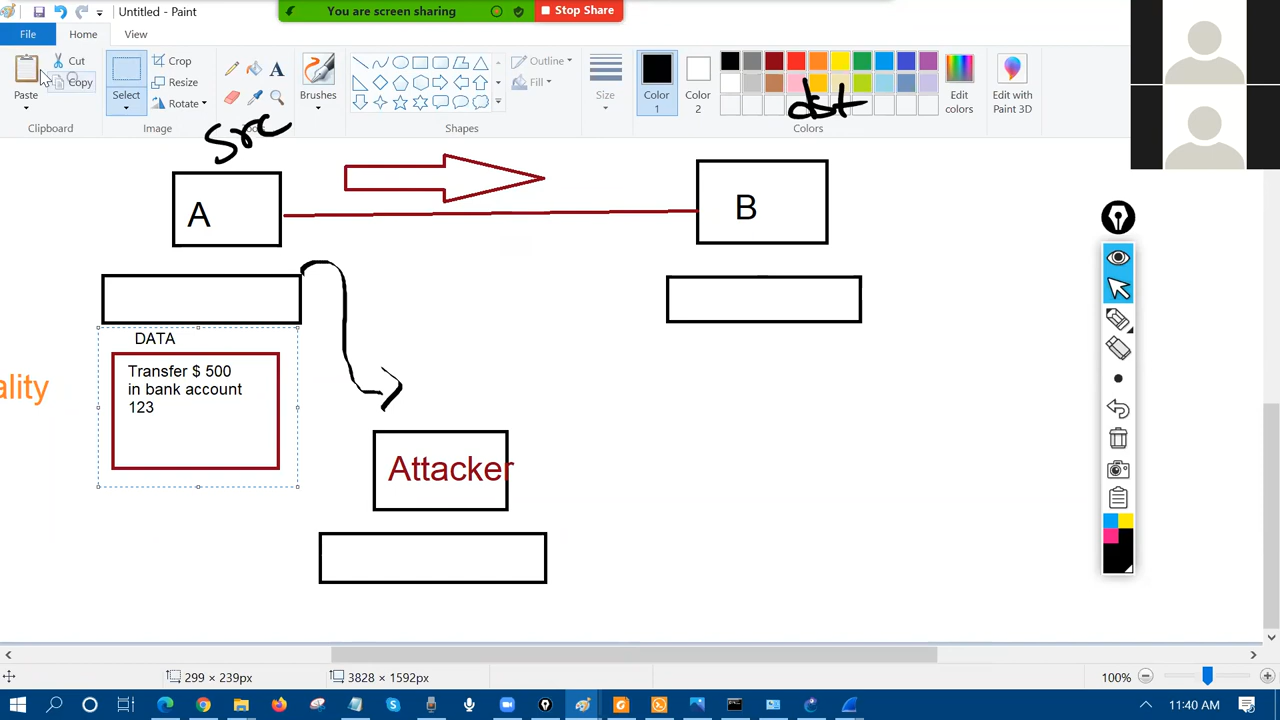 Untitled - Paint
You are screen sharing
Stop Share
File
Home
View
Paste
Cut
Copy
Clipboard
Select
Crop
Resize
Rotate
Image
A
Brushes
Outline
Fill
Shapes
Size
Color
1
Color
2
Colors
Edit
colors
Edit with
Paint 3D
src
dst
A
B
DATA
Transfer $ 500
in bank account
123
ality
Attacker
299 × 239px
3828 × 1592px
100%
11:40 AM